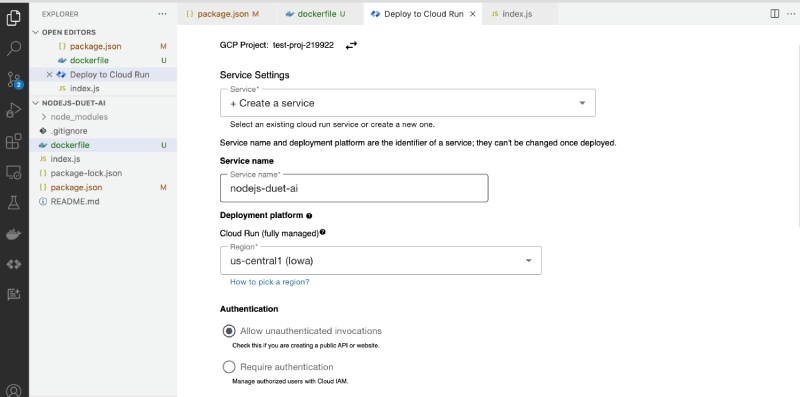 EXPLORER ···
OPEN EDITORS
{} package.json M
dockerfile U
× Deploy to Cloud Run
JS index.js
NODEJS-DUET-AI
> node_modules
.gitignore
dockerfile U
JS index.js
{} package-lock.json
{} package.json M
README.md
2
{} package.json M
dockerfile U
Deploy to Cloud Run ×
JS index.js
···
GCP Project: test-proj-219922
Service Settings
Service*
+ Create a service
Select an existing cloud run service or create a new one.
Service name and deployment platform are the identifier of a service; they can't be changed once deployed.
Service name
Service name*
nodejs-duet-ai
Deployment platform ?
Cloud Run (fully managed) ?
Region*
us-central1 (Iowa)
How to pick a region?
Authentication
Allow unauthenticated invocations
Check this if you are creating a public API or website.
Require authentication
Manage authorized users with Cloud IAM.